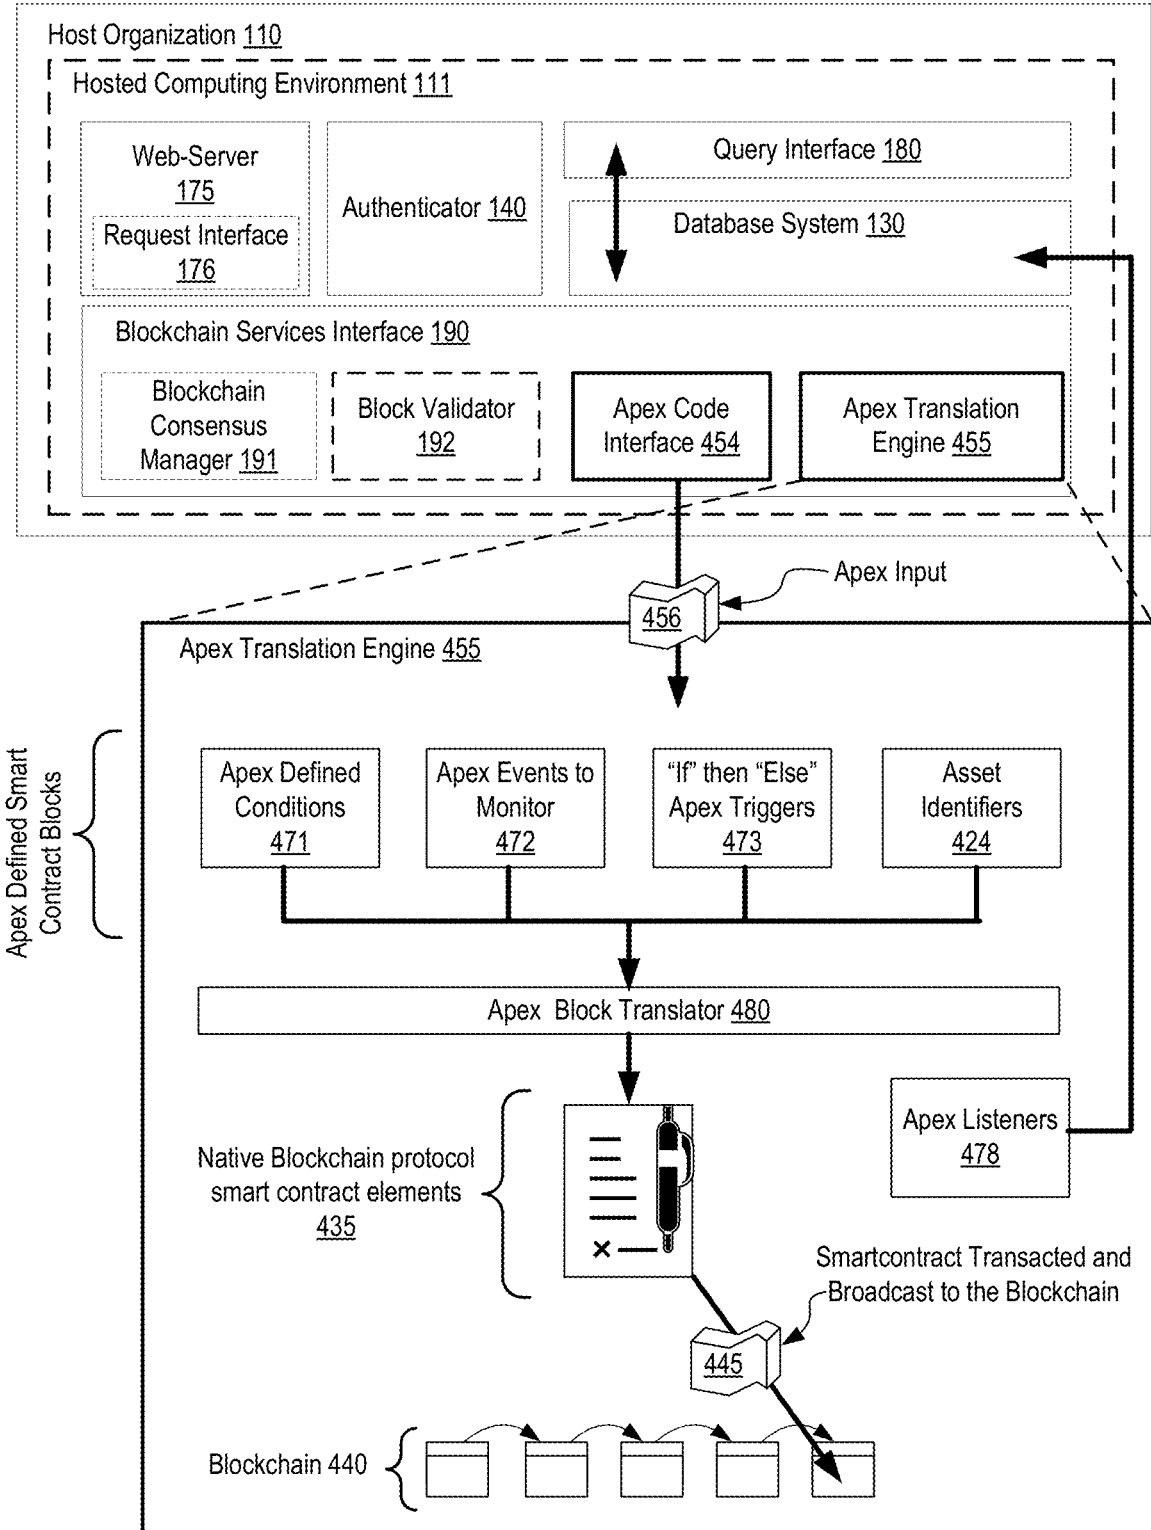 Host Organization 110
Hosted Computing Environment 111
Web-Server
175
Request Interface
176
Authenticator 140
Query Interface 180
Database System 130
Blockchain Services Interface 190
Blockchain
Consensus
Manager 191
Block Validator
192
Apex Code
Interface 454
Apex Translation
Engine 455
Apex Input
456
Apex Translation Engine 455
Apex Defined Smart
Contract Blocks
Apex Defined
Conditions
471
Apex Events to
Monitor
472
“If” then “Else”
Apex Triggers
473
Asset
Identifiers
424
Apex Block Translator 480
Apex Listeners
478
Native Blockchain protocol
smart contract elements
435
Smartcontract Transacted and
Broadcast to the Blockchain
445
Blockchain 440